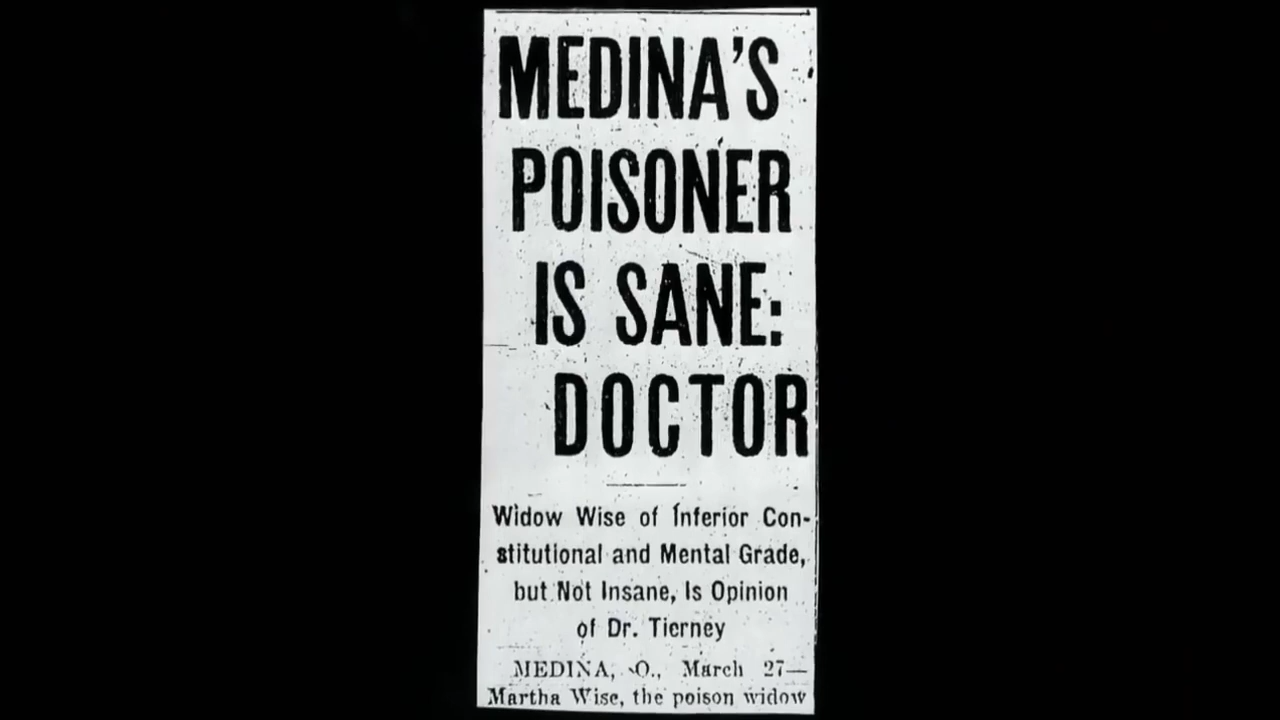 MEDINA'S
POISONER
IS SANE:
DOCTOR
Widow Wise of Inferior Con-
stitutional and Mental Grade,
but Not Insane, Is Opinion
of Dr. Tierney
MEDINA, O., March 27—
Martha Wise, the poison widow